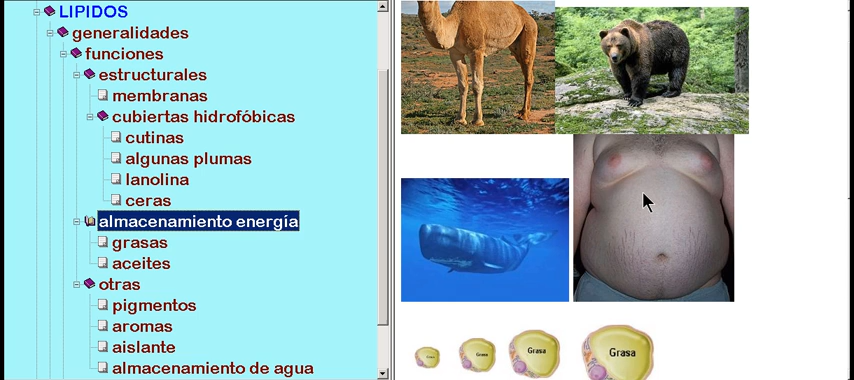 LIPIDOS
generalidades
funciones
estructurales
membranas
cubiertas hidrofóbicas
cutinas
algunas plumas
lanolina
ceras
almacenamiento energía
grasas
aceites
otras
pigmentos
aromas
aislante
almacenamiento de agua
Grasa
Grasa
Grasa
Grasa